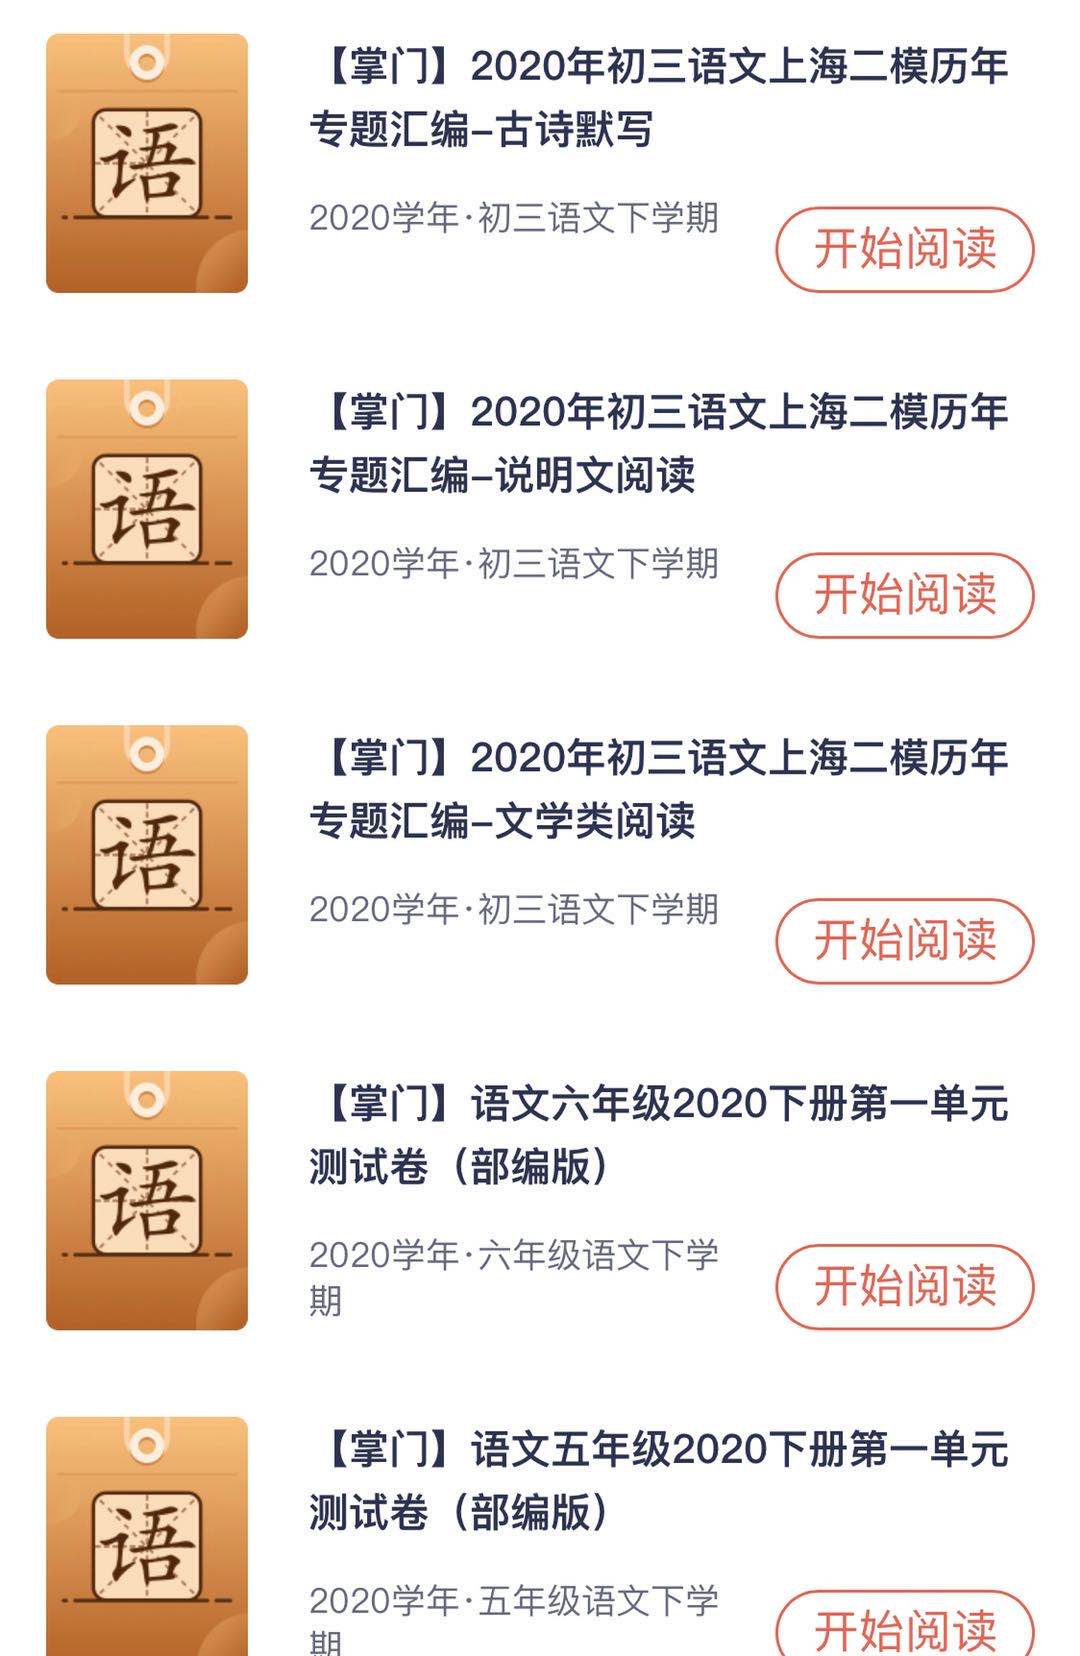 【掌门】2020年初三语文上海二模历年
专题汇编-古诗默写
语
2020学年·初三语文下学期
开始阅读
【掌门】2020年初三语文上海二模历年
专题汇编-说明文阅读
语
2020学年·初三语文下学期
开始阅读
【掌门】2020年初三语文上海二模历年
专题汇编-文学类阅读
语
2020学年·初三语文下学期
开始阅读
【掌门】语文六年级2020下册第一单元
测试卷（部编版）
语
2020学年·六年级语文下学
期
开始阅读
【掌门】语文五年级2020下册第一单元
测试卷（部编版）
语
2020学年·五年级语文下学
期
开始阅读